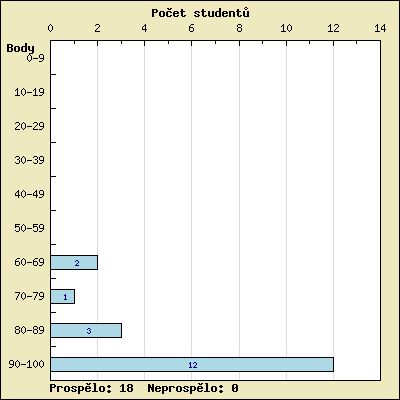 Počet studentů
0 2 4 6 8 10 12 14
Body
0-9
10-19
20-29
30-39
40-49
50-59
60-69 2
70-79 1
80-89 3
90-100 12
Prospělo: 18 Neprospělo: 0